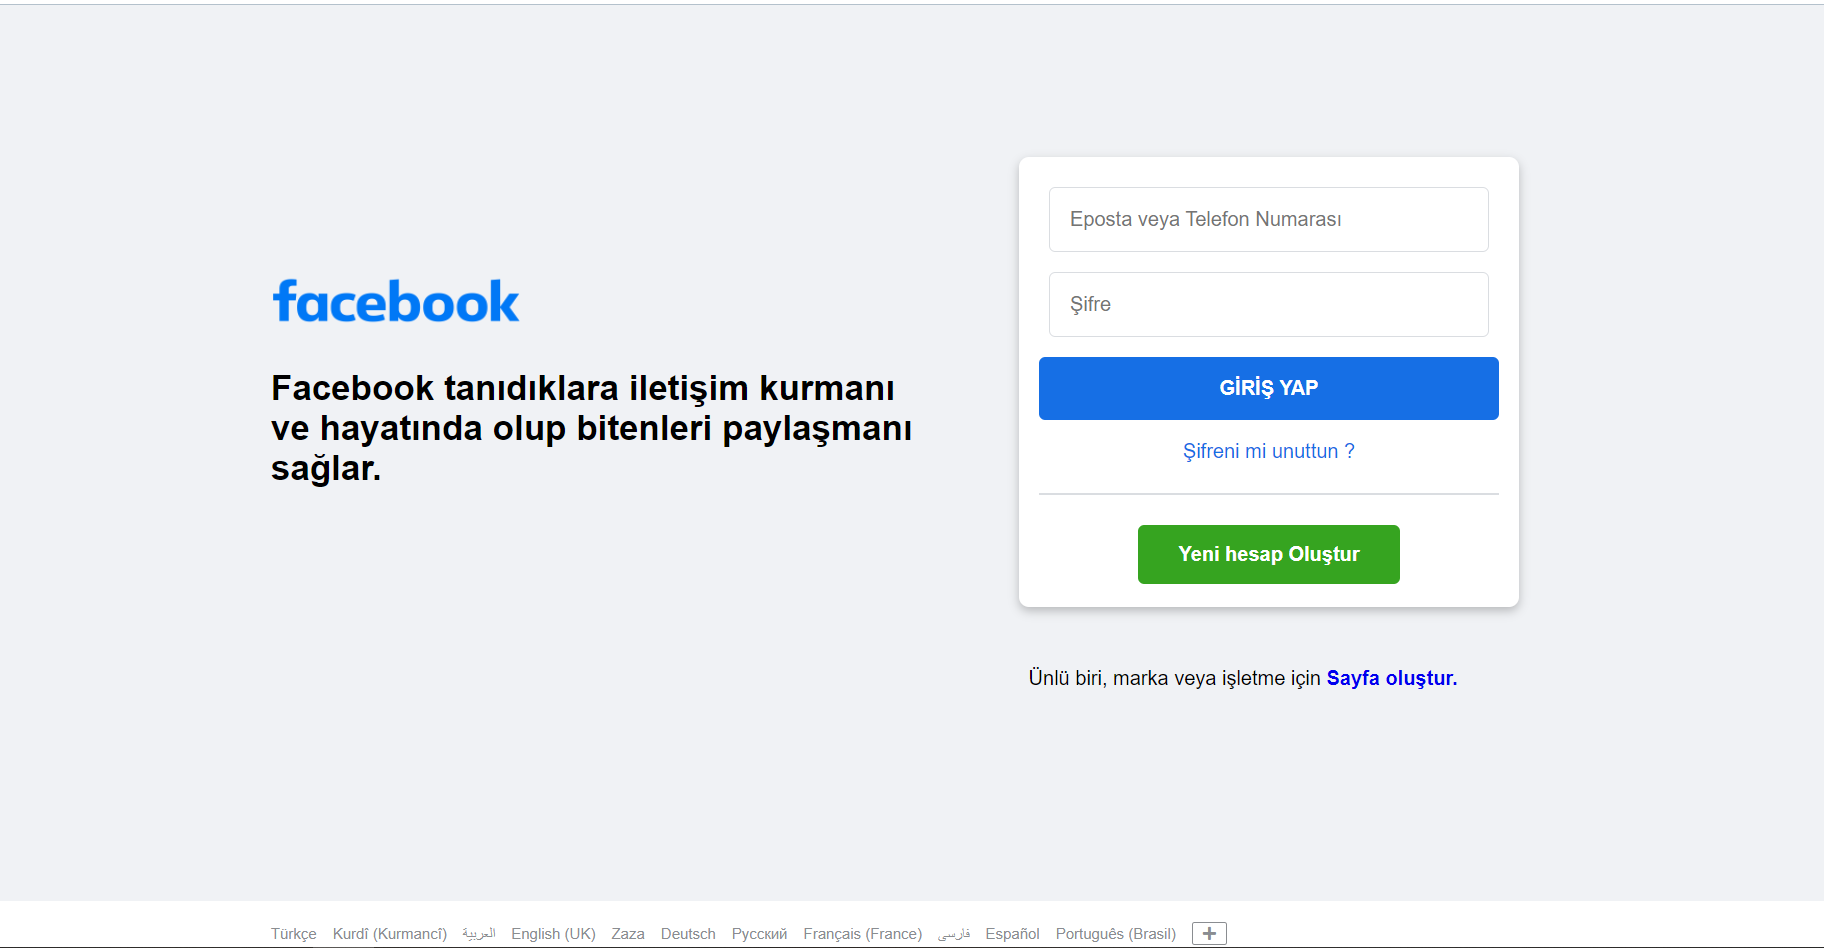 facebook
Facebook tanıdıklara iletişim kurmanı
ve hayatında olup bitenleri paylaşmanı
sağlar.
Eposta veya Telefon Numarası
Şifre
GİRİŞ YAP
Şifreni mi unuttun ?
Yeni hesap Oluştur
Ünlü biri, marka veya işletme için Sayfa oluştur.
Türkçe Kurdî (Kurmancî) العربية English (UK) Zaza Deutsch Русский Français (France) فارسی Español Português (Brasil) +